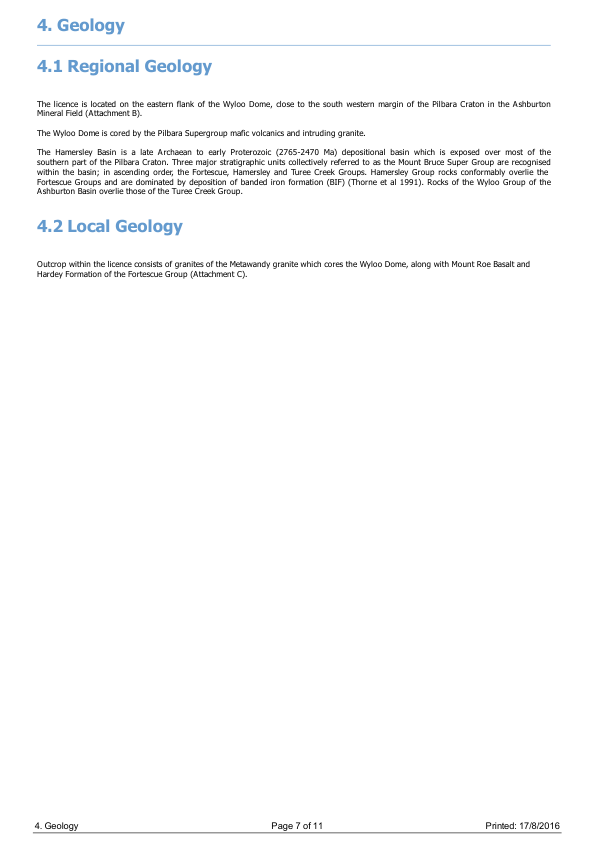 4. Geology
4.1 Regional Geology
The licence is located on the eastern flank of the Wyloo Dome, close to the south western margin of the Pilbara Craton in the Ashburton
Mineral Field (Attachment B).
The Wyloo Dome is cored by the Pilbara Supergroup mafic volcanics and intruding granite.
The Hamersley Basin is a late Archaean to early Proterozoic (2765-2470 Ma) depositional basin which is exposed over most of the
southern part of the Pilbara Craton. Three major stratigraphic units collectively referred to as the Mount Bruce Super Group are recognised
within the basin; in ascending order, the Fortescue, Hamersley and Turee Creek Groups. Hamersley Group rocks conformably overlie the
Fortescue Groups and are dominated by deposition of banded iron formation (BIF) (Thorne et al 1991). Rocks of the Wyloo Group of the
Ashburton Basin overlie those of the Turee Creek Group.
4.2 Local Geology
Outcrop within the licence consists of granites of the Metawandy granite which cores the Wyloo Dome, along with Mount Roe Basalt and
Hardey Formation of the Fortescue Group (Attachment C).
4. Geology Page 7 of 11 Printed: 17/8/2016